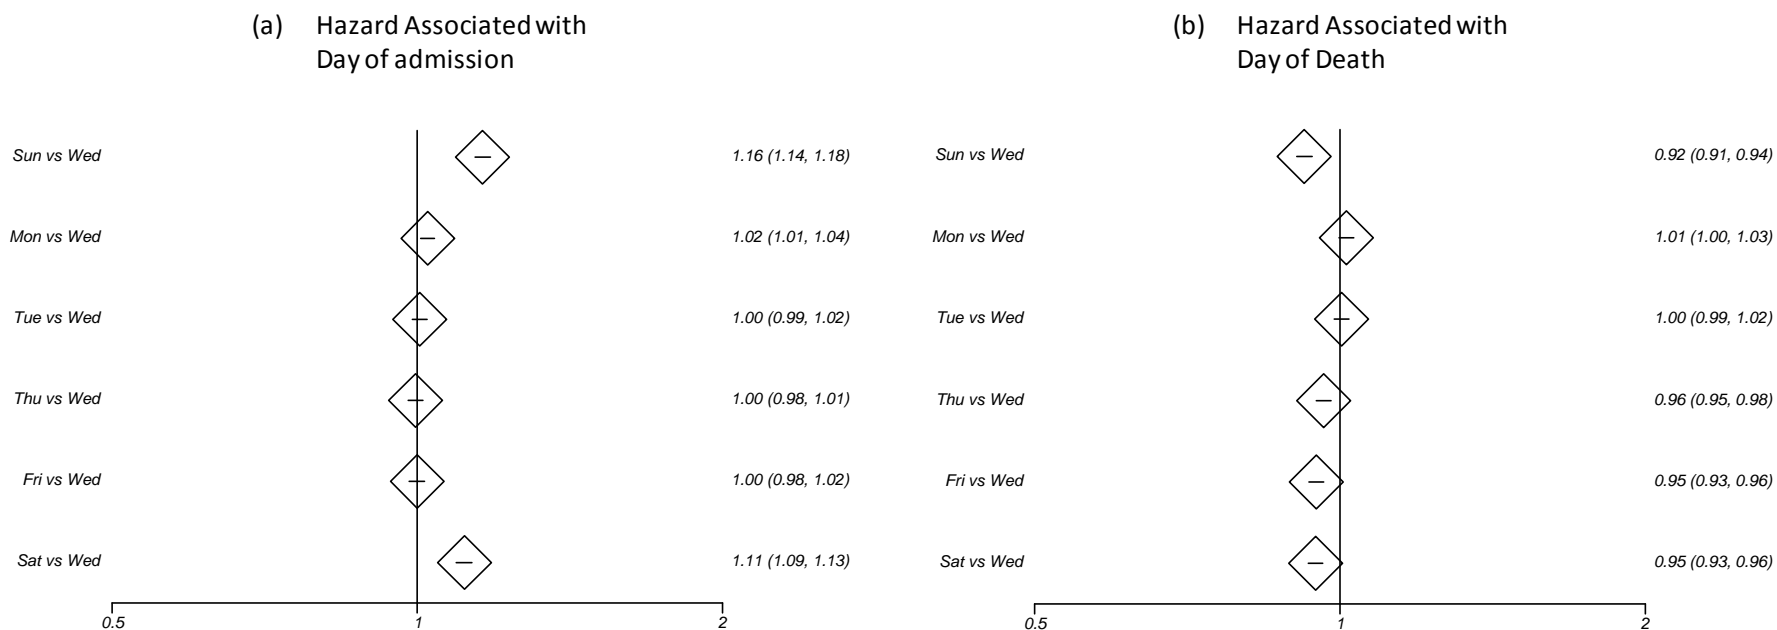 (a) Hazard Associated with
Day of admission
Sun vs Wed 1.16 (1.14, 1.18)
Mon vs Wed 1.02 (1.01, 1.04)
Tue vs Wed 1.00 (0.99, 1.02)
Thu vs Wed 1.00 (0.98, 1.01)
Fri vs Wed 1.00 (0.98, 1.02)
Sat vs Wed 1.11 (1.09, 1.13)
0.5 1 2
(b) Hazard Associated with
Day of Death
Sun vs Wed 0.92 (0.91, 0.94)
Mon vs Wed 1.01 (1.00, 1.03)
Tue vs Wed 1.00 (0.99, 1.02)
Thu vs Wed 0.96 (0.95, 0.98)
Fri vs Wed 0.95 (0.93, 0.96)
Sat vs Wed 0.95 (0.93, 0.96)
0.5 1 2